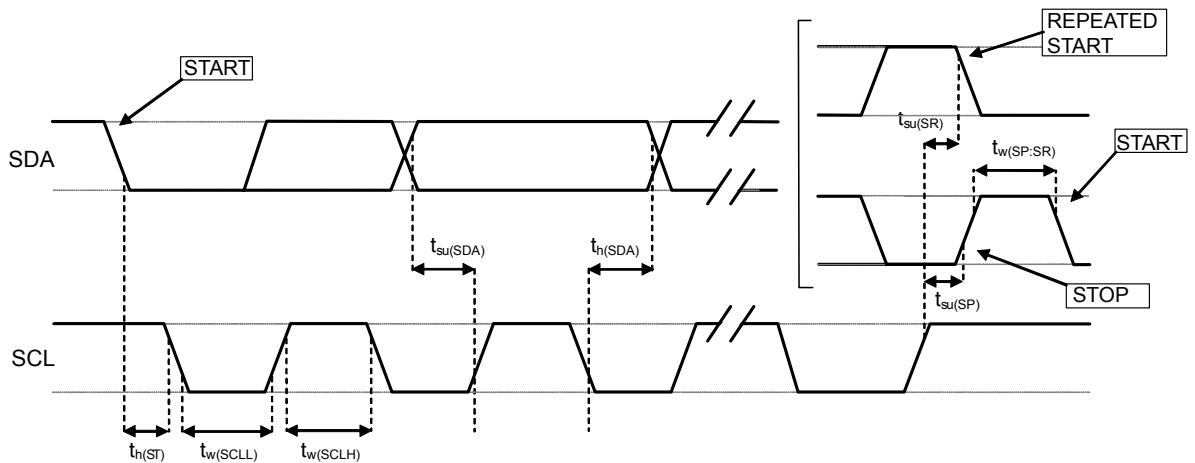 REPEATED
START
START
tsu(SR)
tw(SP:SR)
START
SDA
tsu(SDA)
th(SDA)
tsu(SP)
STOP
SCL
th(ST)
tw(SCLL)
tw(SCLH)